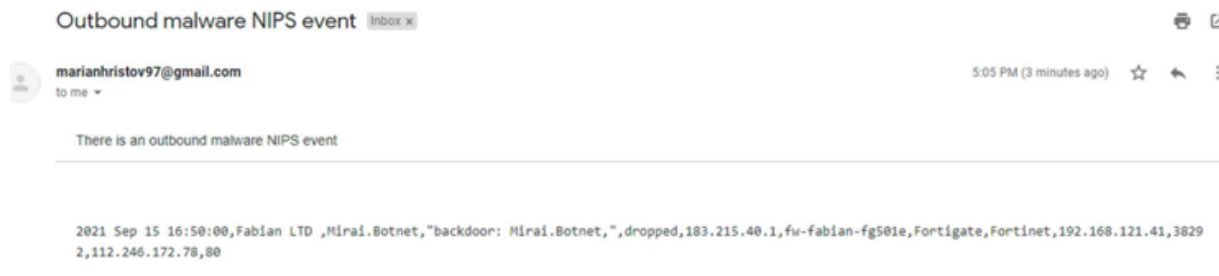 Outbound malware NIPS event Inbox x
marianhristov97@gmail.com 5:05 PM (3 minutes ago)
to me
There is an outbound malware NIPS event
2021 Sep 15 16:50:00,Fabian LTD ,Mirai.Botnet,"backdoor: Mirai.Botnet,",dropped,183.215.40.1,fw-fabian-fg501e,Fortigate,Fortinet,192.168.121.41,3829
2,112.246.172.78,80